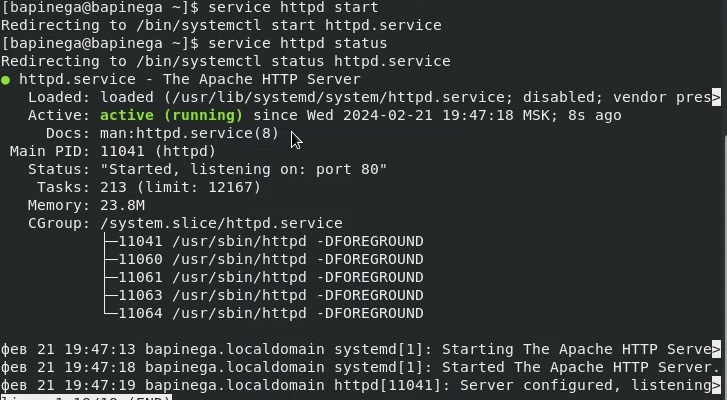 [bapinega@bapinega ~]$ service httpd start
Redirecting to /bin/systemctl start httpd.service
[bapinega@bapinega ~]$ service httpd status
Redirecting to /bin/systemctl status httpd.service
● httpd.service - The Apache HTTP Server
   Loaded: loaded (/usr/lib/systemd/system/httpd.service; disabled; vendor pres>
   Active: active (running) since Wed 2024-02-21 19:47:18 MSK; 8s ago
     Docs: man:httpd.service(8)
 Main PID: 11041 (httpd)
   Status: "Started, listening on: port 80"
    Tasks: 213 (limit: 12167)
   Memory: 23.8M
   CGroup: /system.slice/httpd.service
           ├─11041 /usr/sbin/httpd -DFOREGROUND
           ├─11060 /usr/sbin/httpd -DFOREGROUND
           ├─11061 /usr/sbin/httpd -DFOREGROUND
           ├─11063 /usr/sbin/httpd -DFOREGROUND
           └─11064 /usr/sbin/httpd -DFOREGROUND
фев 21 19:47:13 bapinega.localdomain systemd[1]: Starting The Apache HTTP Serve>
фев 21 19:47:18 bapinega.localdomain systemd[1]: Started The Apache HTTP Server.
фев 21 19:47:19 bapinega.localdomain httpd[11041]: Server configured, listening>